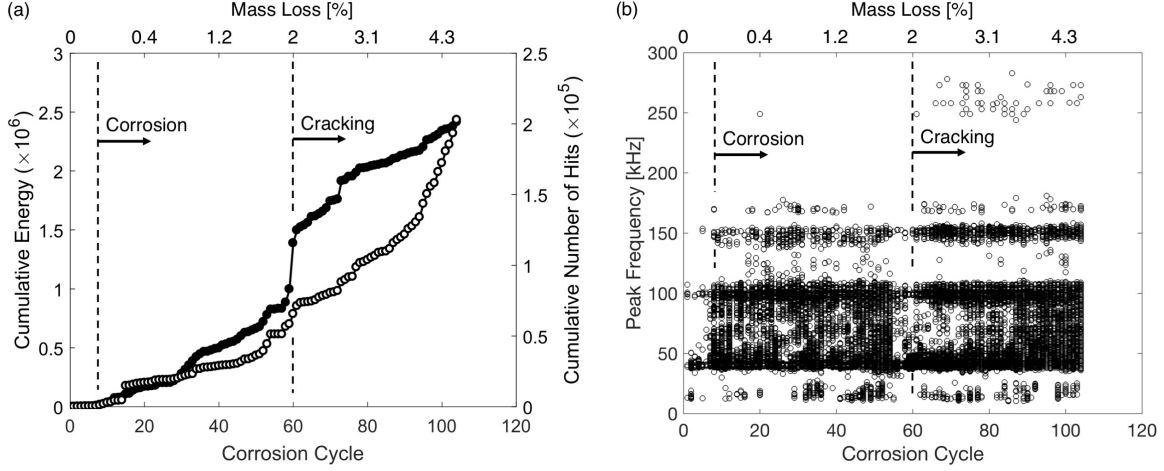 (a)
Mass Loss [%]
0 0.4 1.2 2 3.1 4.3
3
2.5
2
1.5
1
0.5
0
Cumulative Energy (×10⁶)
Corrosion
Cracking
2.5
2
1.5
1
0.5
0
Cumulative Number of Hits (×10⁵)
0 20 40 60 80 100 120
Corrosion Cycle
(b)
Mass Loss [%]
0 0.4 1.2 2 3.1 4.3
300
250
200
150
100
50
0
Peak Frequency [kHz]
Corrosion
Cracking
0 20 40 60 80 100 120
Corrosion Cycle